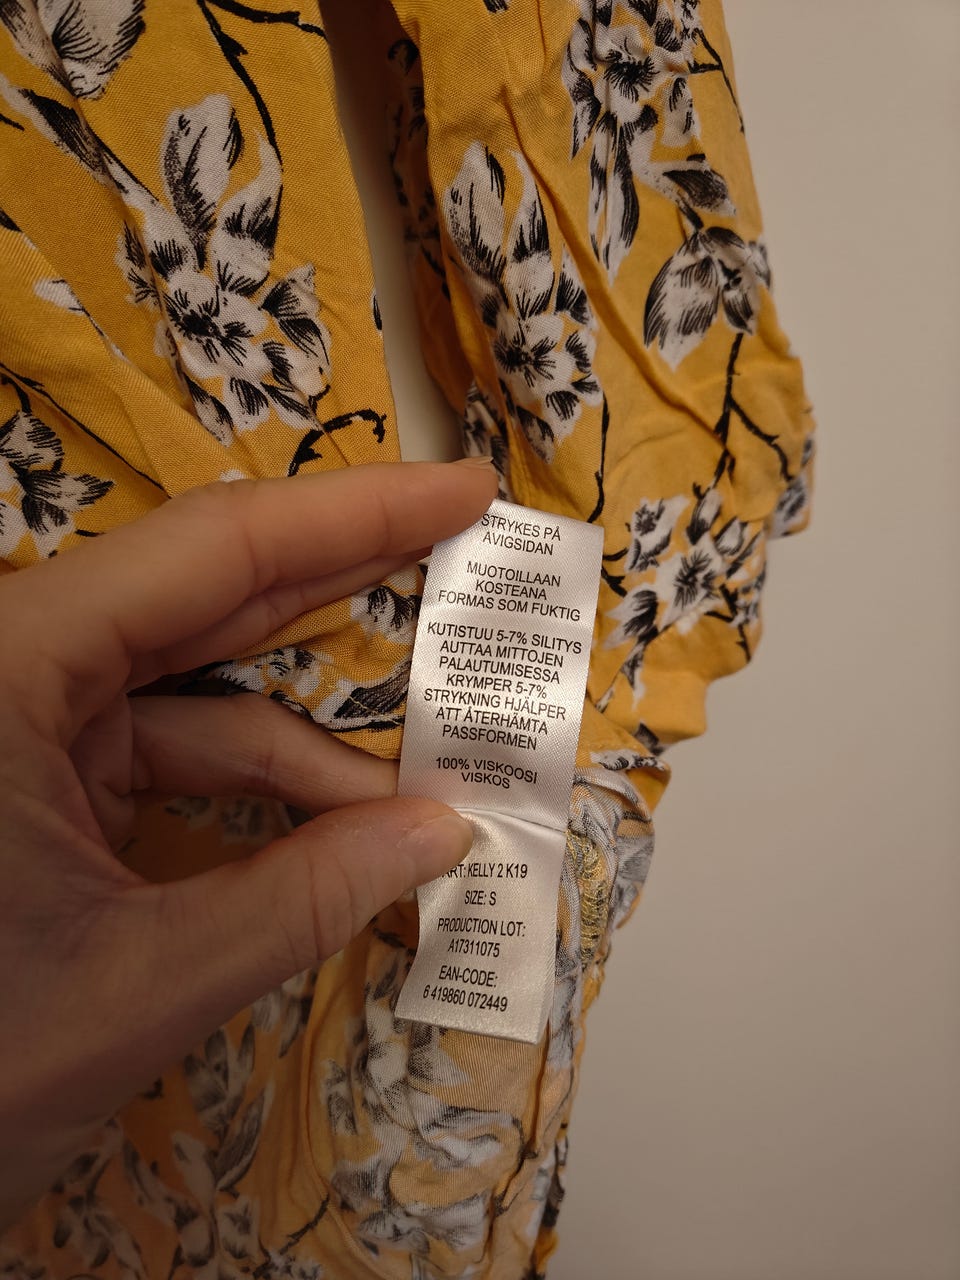 STRYKES PÅ
AVIGSIDAN
MUOTOILLAAN
KOSTEANA
FORMAS SOM FUKTIG
KUTISTUU 5-7% SILITYS
AUTTAA MITTOJEN
PALAUTUMISESSA
KRYMPER 5-7%
STRYKNING HJÄLPER
ATT ÅTERHÄMTA
PASSFORMEN
100% VISKOOSI
VISKOS
ART: KELLY 2 K19
SIZE: S
PRODUCTION LOT:
A17311075
EAN-CODE:
6 419860 072449